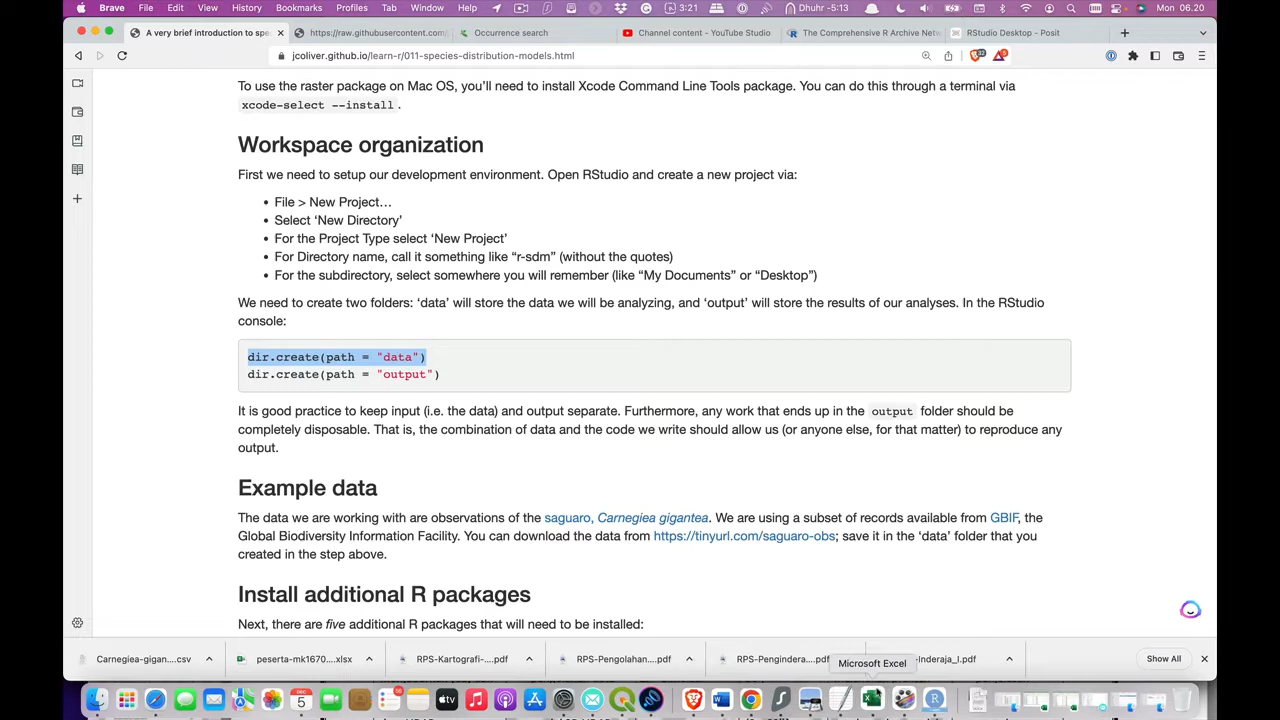 Brave File Edit View History Bookmarks Profiles Tab Window Help 3:21 Dhuhr -5:13 Mon 06.20
A very brief introduction to spe
https://raw.githubusercontent.com
Occurrence search
Channel content - YouTube Studio
The Comprehensive R Archive Netw
RStudio Desktop - Posit
jcoliver.github.io/learn-r/011-species-distribution-models.html
To use the raster package on Mac OS, you’ll need to install Xcode Command Line Tools package. You can do this through a terminal via
xcode-select --install.
Workspace organization
First we need to setup our development environment. Open RStudio and create a new project via:
• File > New Project…
• Select ‘New Directory’
• For the Project Type select ‘New Project’
• For Directory name, call it something like “r-sdm” (without the quotes)
• For the subdirectory, select somewhere you will remember (like “My Documents” or “Desktop”)
We need to create two folders: ‘data’ will store the data we will be analyzing, and ‘output’ will store the results of our analyses. In the RStudio
console:
dir.create(path = "data")
dir.create(path = "output")
It is good practice to keep input (i.e. the data) and output separate. Furthermore, any work that ends up in the output folder should be
completely disposable. That is, the combination of data and the code we write should allow us (or anyone else, for that matter) to reproduce any
output.
Example data
The data we are working with are observations of the saguaro, Carnegiea gigantea. We are using a subset of records available from GBIF, the
Global Biodiversity Information Facility. You can download the data from https://tinyurl.com/saguaro-obs; save it in the ‘data’ folder that you
created in the step above.
Install additional R packages
Next, there are five additional R packages that will need to be installed:
Carnegiea-gigan....csv
peserta-mk1670...xlsx
RPS-Kartografi-....pdf
RPS-Pengolahan...pdf
RPS-Penginderaa...pdf
-Inderaja_I.pdf
Show All
Microsoft Excel